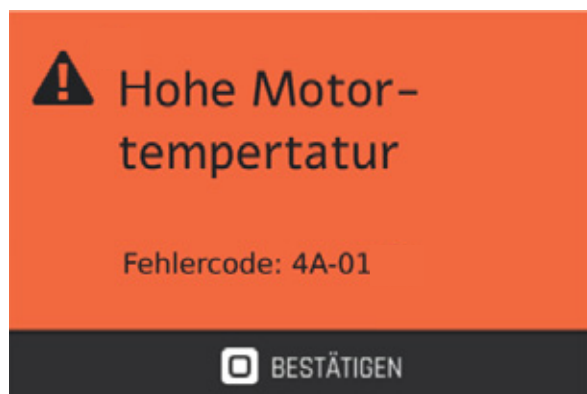 Hohe Motor-
tempertatur
Fehlercode: 4A-01
BESTÄTIGEN